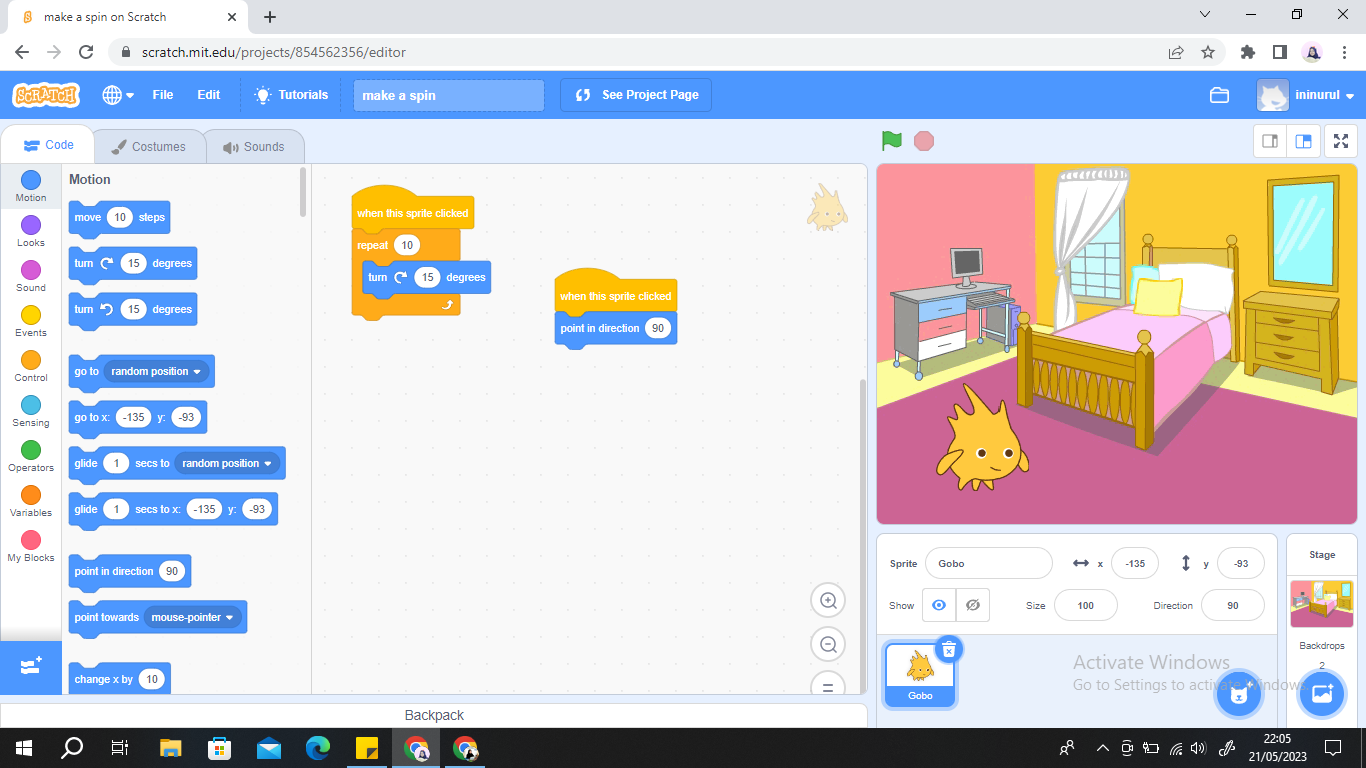 make a spin on Scratch
scratch.mit.edu/projects/854562356/editor
SCRATCH File Edit Tutorials make a spin See Project Page ininurul
Code Costumes Sounds
Motion
Looks
Sound
Events
Control
Sensing
Operators
Variables
My Blocks
Motion
move 10 steps
turn 15 degrees
turn 15 degrees
go to random position
go to x: -135 y: -93
glide 1 secs to random position
glide 1 secs to x: -135 y: -93
point in direction 90
point towards mouse-pointer
change x by 10
when this sprite clicked
repeat 10
turn 15 degrees
when this sprite clicked
point in direction 90
Sprite Gobo x -135 y -93
Show Size 100 Direction 90
Gobo
Stage
Backdrops
2
Activate Windows
Go to Settings to activate Windows.
Backpack
22:05
21/05/2023